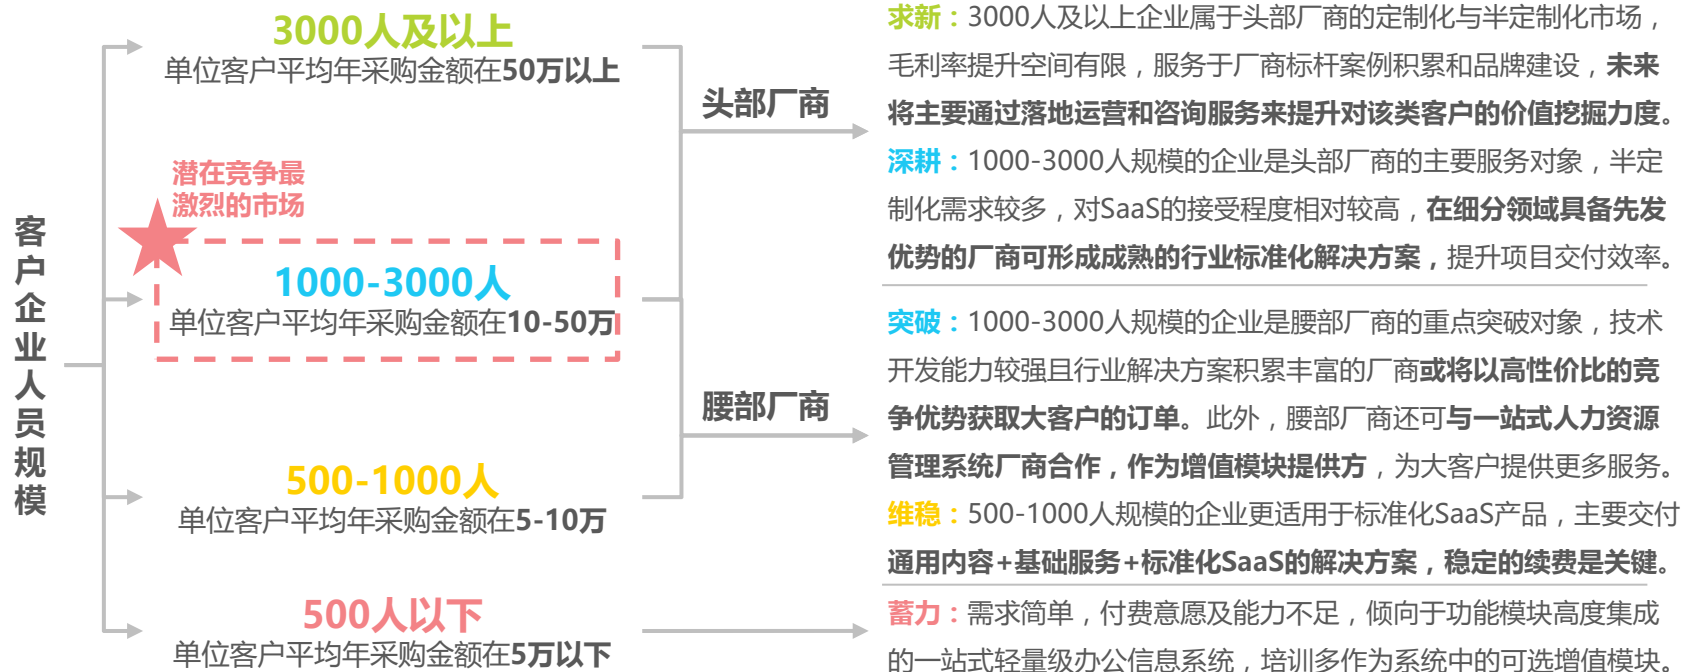 客户企业人员规模
3000人及以上
单位客户平均年采购金额在50万以上
潜在竞争最
激烈的市场
1000-3000人
单位客户平均年采购金额在10-50万
500-1000人
单位客户平均年采购金额在5-10万
500人以下
单位客户平均年采购金额在5万以下
头部厂商
腰部厂商
求新：3000人及以上企业属于头部厂商的定制化与半定制化市场，
毛利率提升空间有限，服务于厂商标杆案例积累和品牌建设，未来
将主要通过落地运营和咨询服务来提升对该类客户的价值挖掘力度。
深耕：1000-3000人规模的企业是头部厂商的主要服务对象，半定
制化需求较多，对SaaS的接受程度相对较高，在细分领域具备先发
优势的厂商可形成成熟的行业标准化解决方案，提升项目交付效率。
突破：1000-3000人规模的企业是腰部厂商的重点突破对象，技术
开发能力较强且行业解决方案积累丰富的厂商或将以高性价比的竞
争优势获取大客户的订单。此外，腰部厂商还可与一站式人力资源
管理系统厂商合作，作为增值模块提供方，为大客户提供更多服务。
维稳：500-1000人规模的企业更适用于标准化SaaS产品，主要交付
通用内容+基础服务+标准化SaaS的解决方案，稳定的续费是关键。
蓄力：需求简单，付费意愿及能力不足，倾向于功能模块高度集成
的一站式轻量级办公信息系统，培训多作为系统中的可选增值模块。